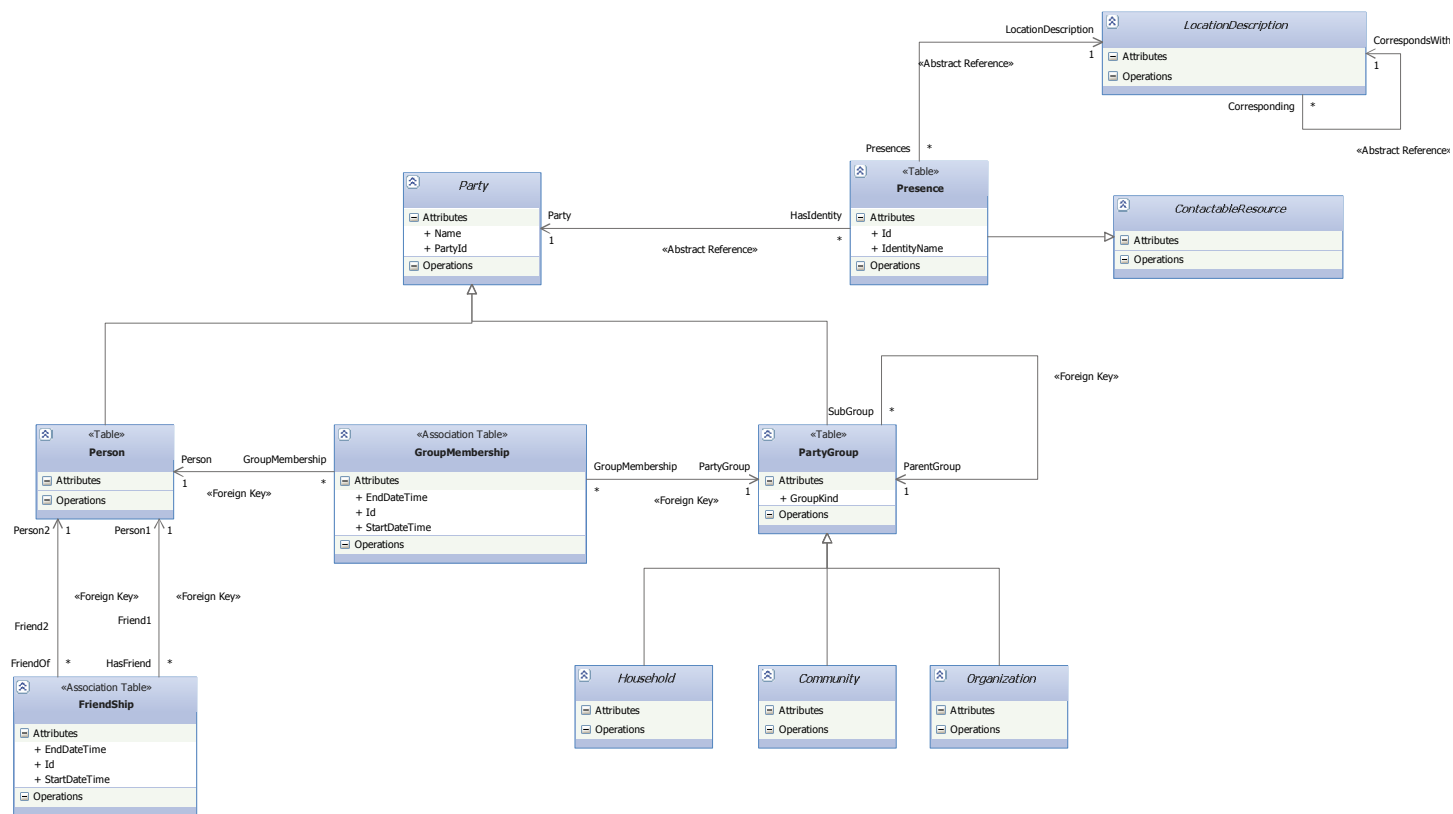 LocationDescription
LocationDescription
1
«Abstract Reference»
Attributes
Operations
CorrespondsWith
1
Corresponding
*
«Abstract Reference»
Presences
*
«Table»
Presence
Attributes
+ Id
+ IdentityName
Operations
ContactableResource
Attributes
Operations
Party
Attributes
+ Name
+ PartyId
Operations
Party
1
HasIdentity
*
«Abstract Reference»
SubGroup
*
«Foreign Key»
ParentGroup
1
«Table»
Person
Attributes
Operations
Person
1
GroupMembership
*
«Foreign Key»
«Association Table»
GroupMembership
Attributes
+ EndDateTime
+ Id
+ StartDateTime
Operations
GroupMembership
*
PartyGroup
1
«Foreign Key»
«Table»
PartyGroup
Attributes
+ GroupKind
Operations
Person2
1
Person1
1
«Foreign Key»
«Foreign Key»
Friend2
Friend1
FriendOf
*
HasFriend
*
«Association Table»
FriendShip
Attributes
+ EndDateTime
+ Id
+ StartDateTime
Operations
Household
Attributes
Operations
Community
Attributes
Operations
Organization
Attributes
Operations